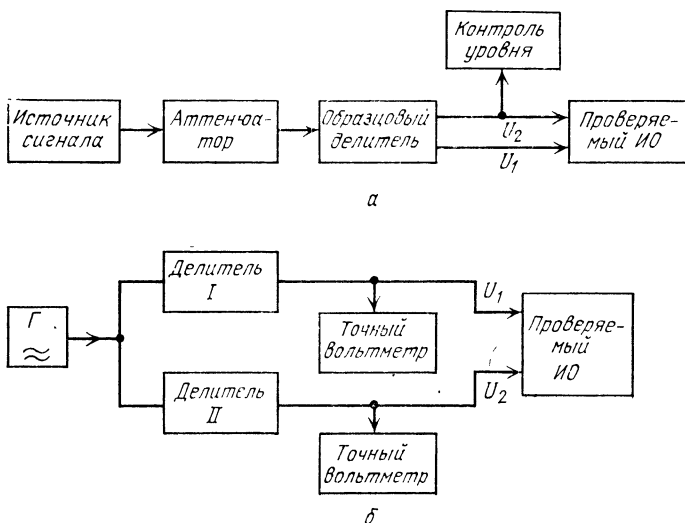 Контроль
уровня
Источник
сигнала
Аттенюа-
тор
Образцовый
делитель
U₂
U₁
Проверяе-
мый ИО
а
Делитель
I
U₁
Г
≈
Точный
вольтметр
Проверяе-
мый
ИО
Делитель
II
U₂
Точный
вольтметр
б